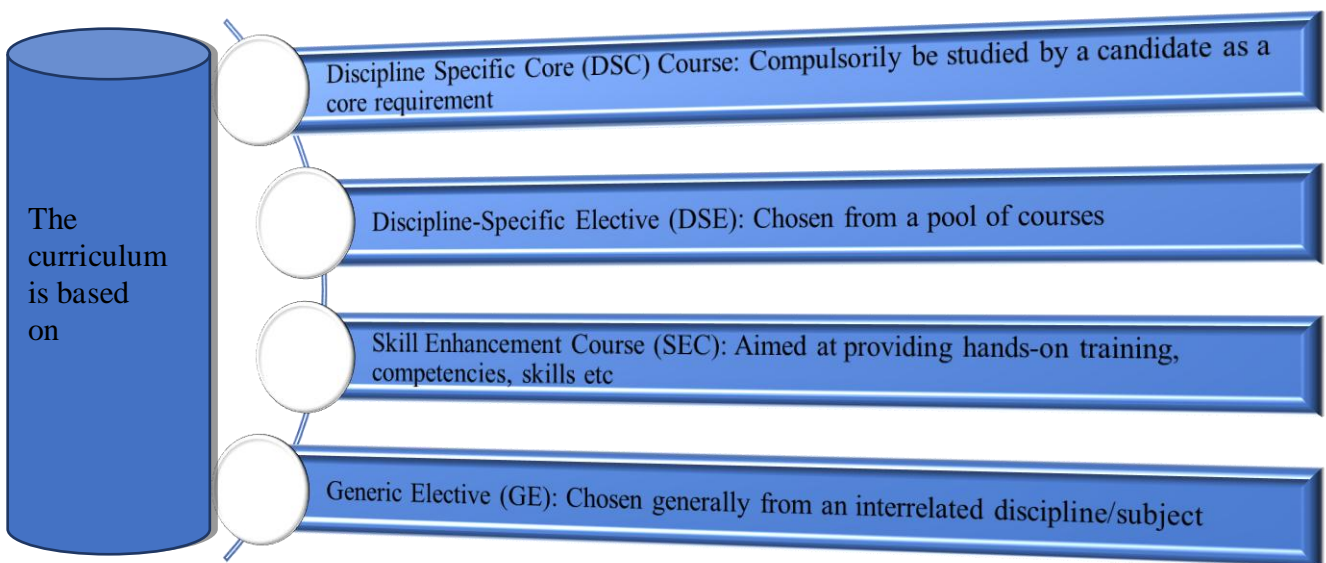 The
curriculum
is based
on
Discipline Specific Core (DSC) Course: Compulsorily be studied by a candidate as a
core requirement
Discipline-Specific Elective (DSE): Chosen from a pool of courses
Skill Enhancement Course (SEC): Aimed at providing hands-on training,
competencies, skills etc
Generic Elective (GE): Chosen generally from an interrelated discipline/subject